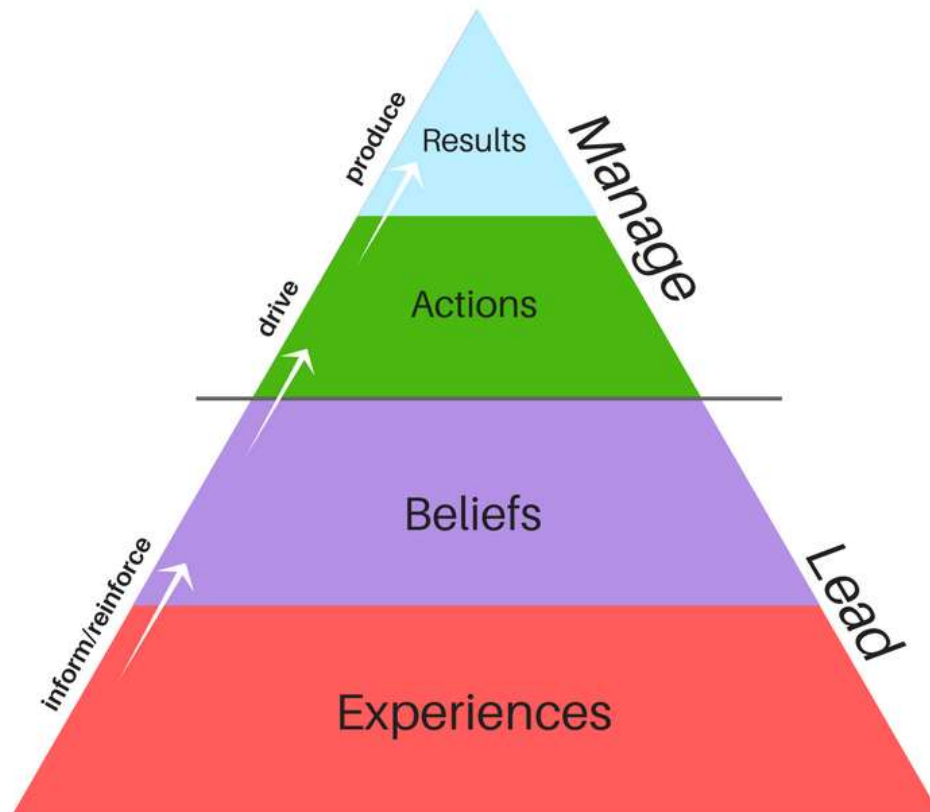 produce
Results
Manage
drive
Actions
Beliefs
inform/reinforce
Lead
Experiences